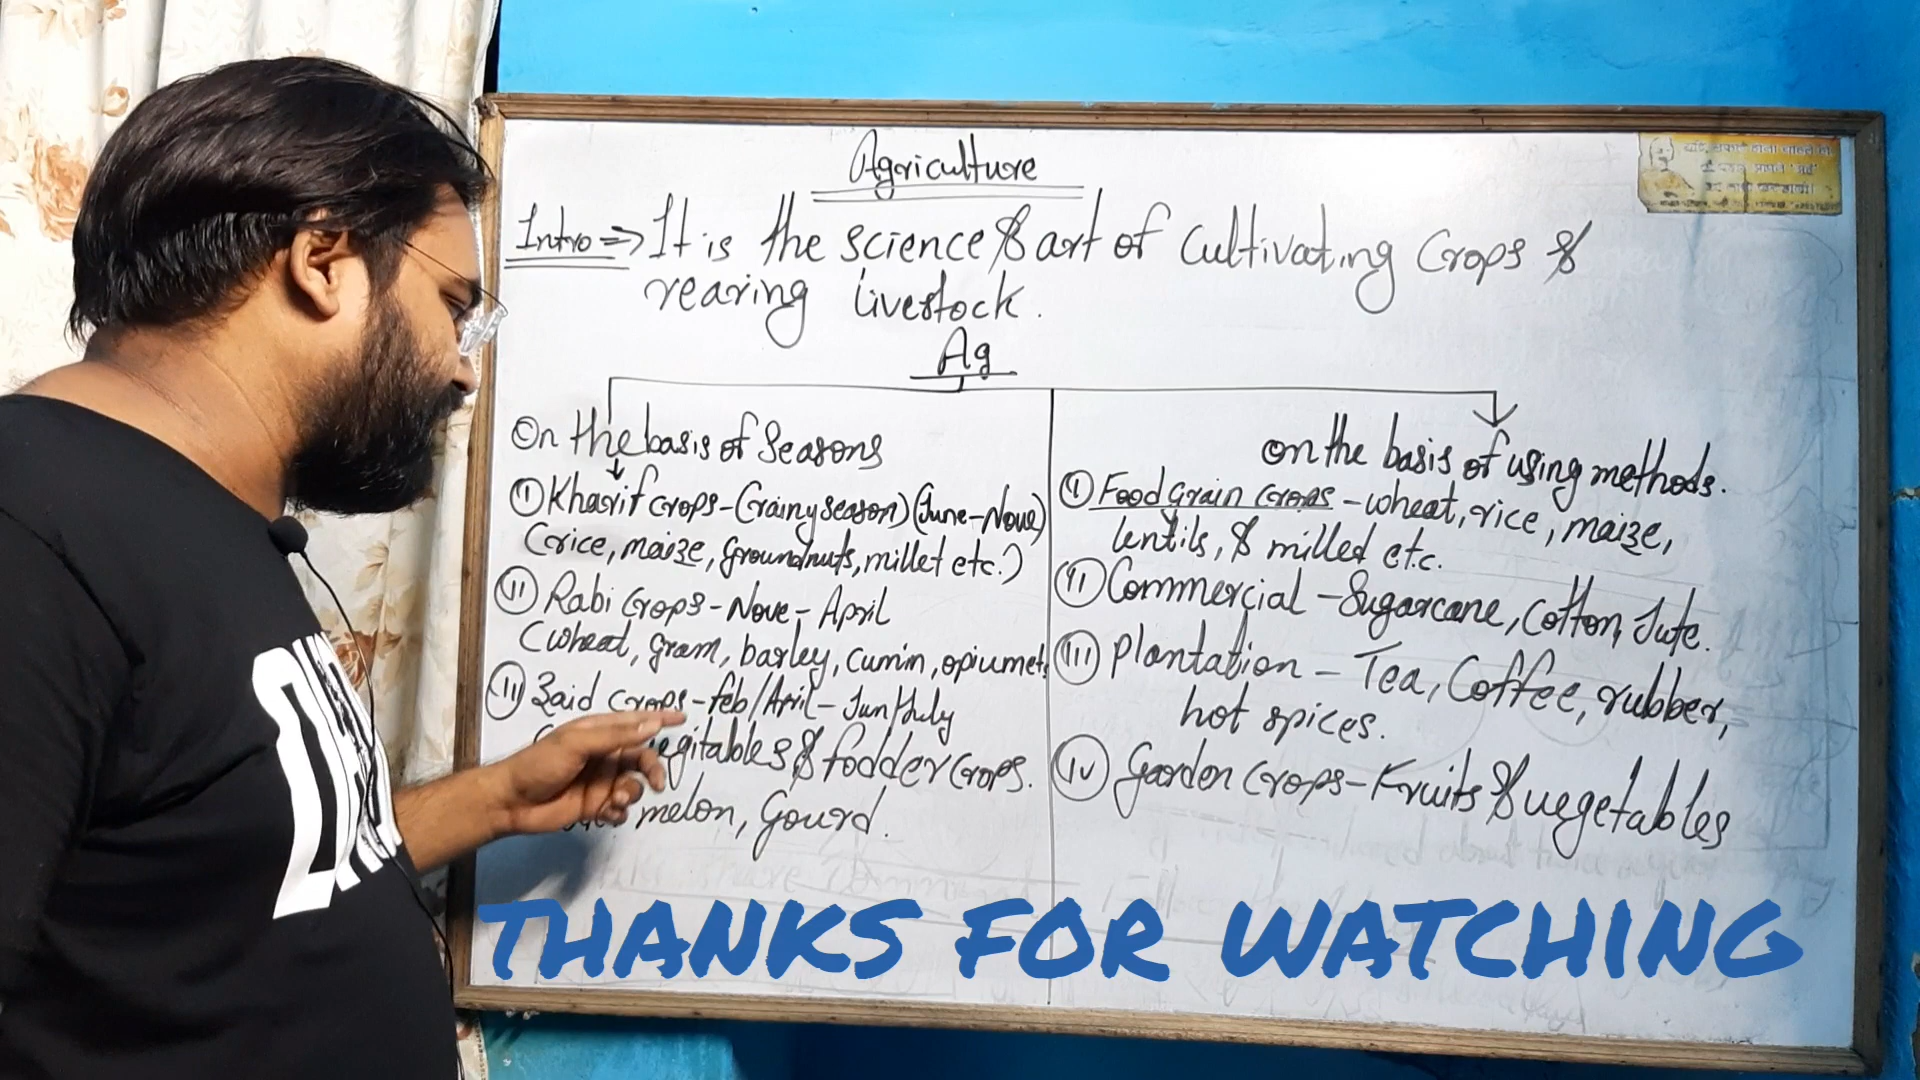 Agriculture
Intro => It is the science & art of cultivating Crops &
rearing livestock.
Ag
On the basis of Seasons
(I) Kharif crops - (rainy season) (June - Nove)
(rice, maize, groundnuts, millet etc.)
(II) Rabi Crops - Nove - April
(wheat, gram, barley, cumin, opium etc
(III) Zaid crops - feb/April - Jun/July
vegitables & fodder crops.
melon, Gourd.
on the basis of using methods.
(I) Food grain crops - wheat, rice, maize,
lentils, & milled etc.
(II) Commercial - Sugarcane, Cotton, Jute.
(III) Plantation - Tea, Coffee, rubber,
hot spices.
(IV) Garden Crops - Fruits & vegetables
THANKS FOR WATCHING